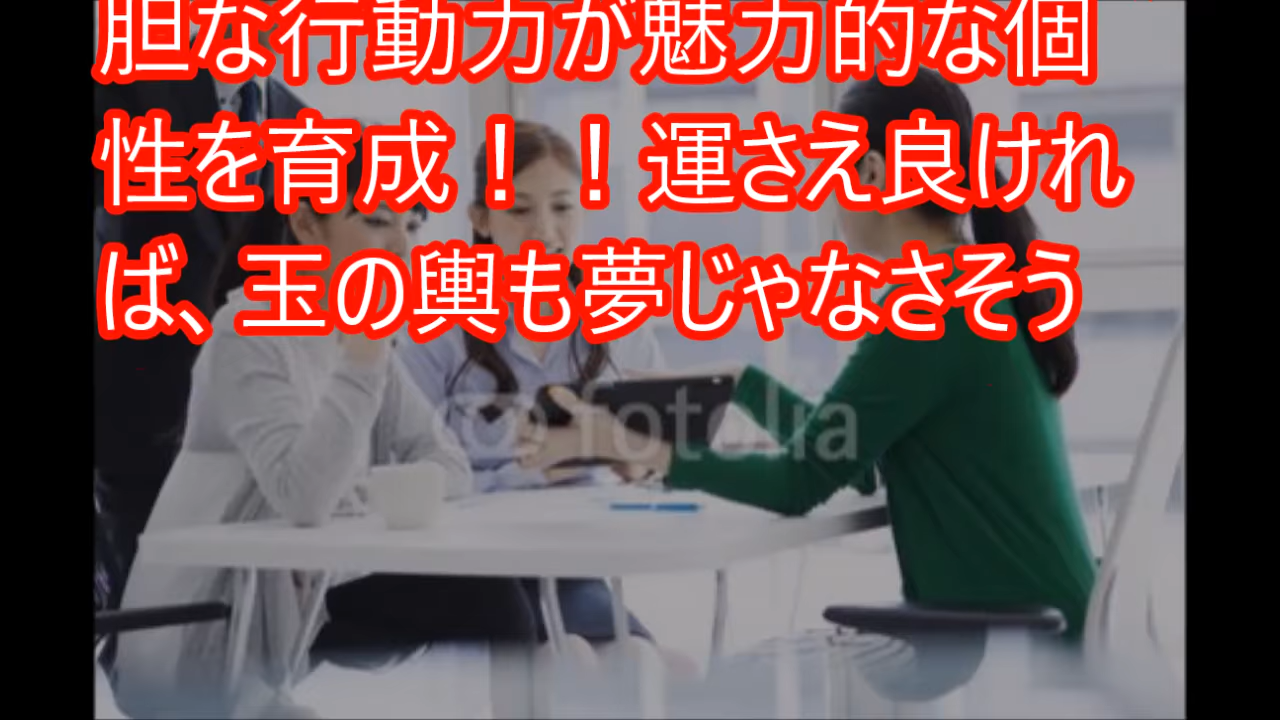 胆な行動力が魅力的な個
性を育成！！運さえ良けれ
ば、玉の輿も夢じゃなさそう
fotolia